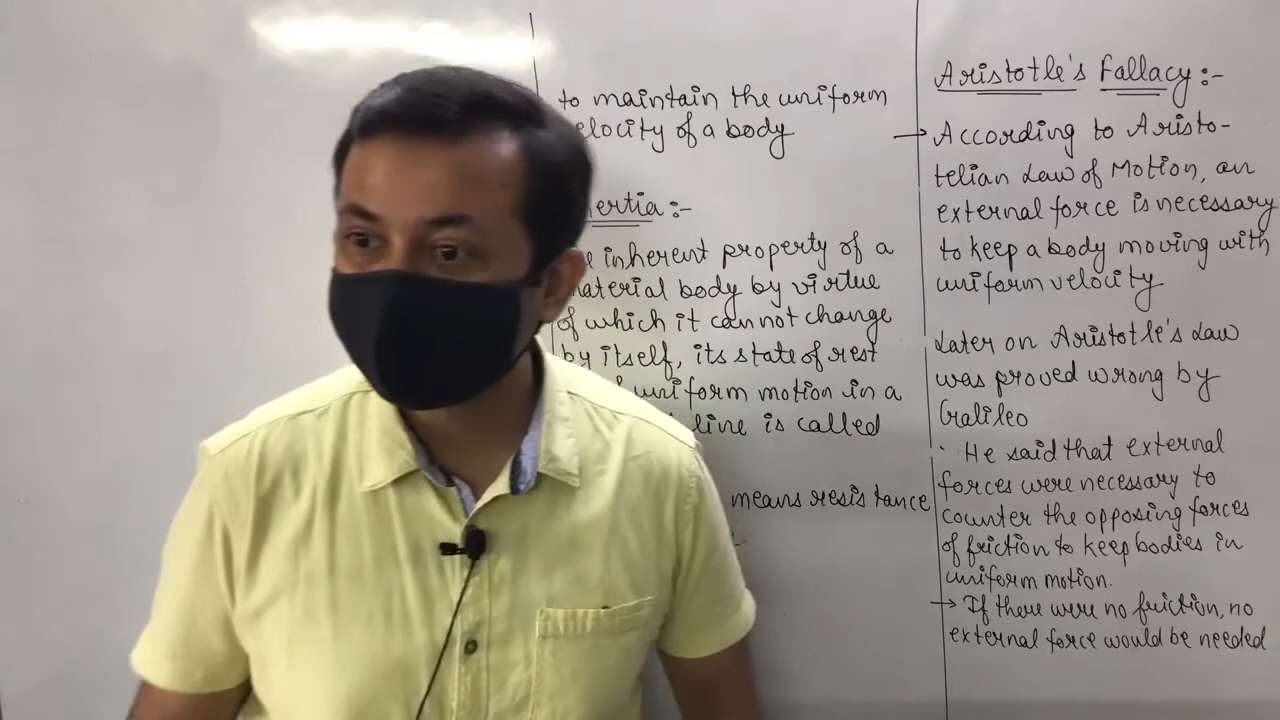 to maintain the uniform
elocity of a body
ertia :-
inherent property of a
material body by virtue
of which it cannot change
by itself, its state of rest
uniform motion in a
line is called
means resistance
Aristotle's Fallacy :-
→ According to Aristo-
telian Law of Motion, an
external force is necessary
to keep a body moving with
uniform velocity
Later on Aristotle's Law
was proved wrong by
Galileo
· He said that external
forces were necessary to
counter the opposing forces
of friction to keep bodies in
uniform motion.
→ If there were no friction, no
external force would be needed